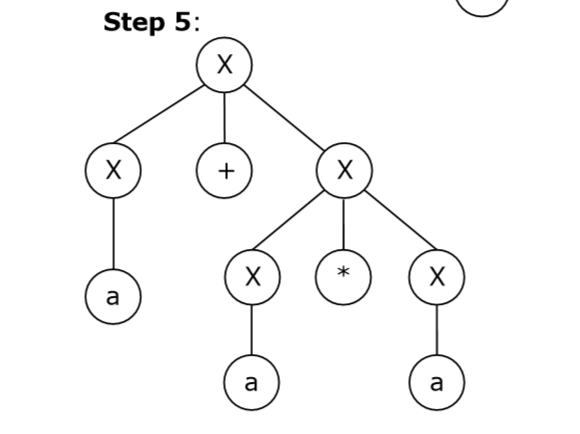 Step 5:
X
X + X
X * X
a
a a